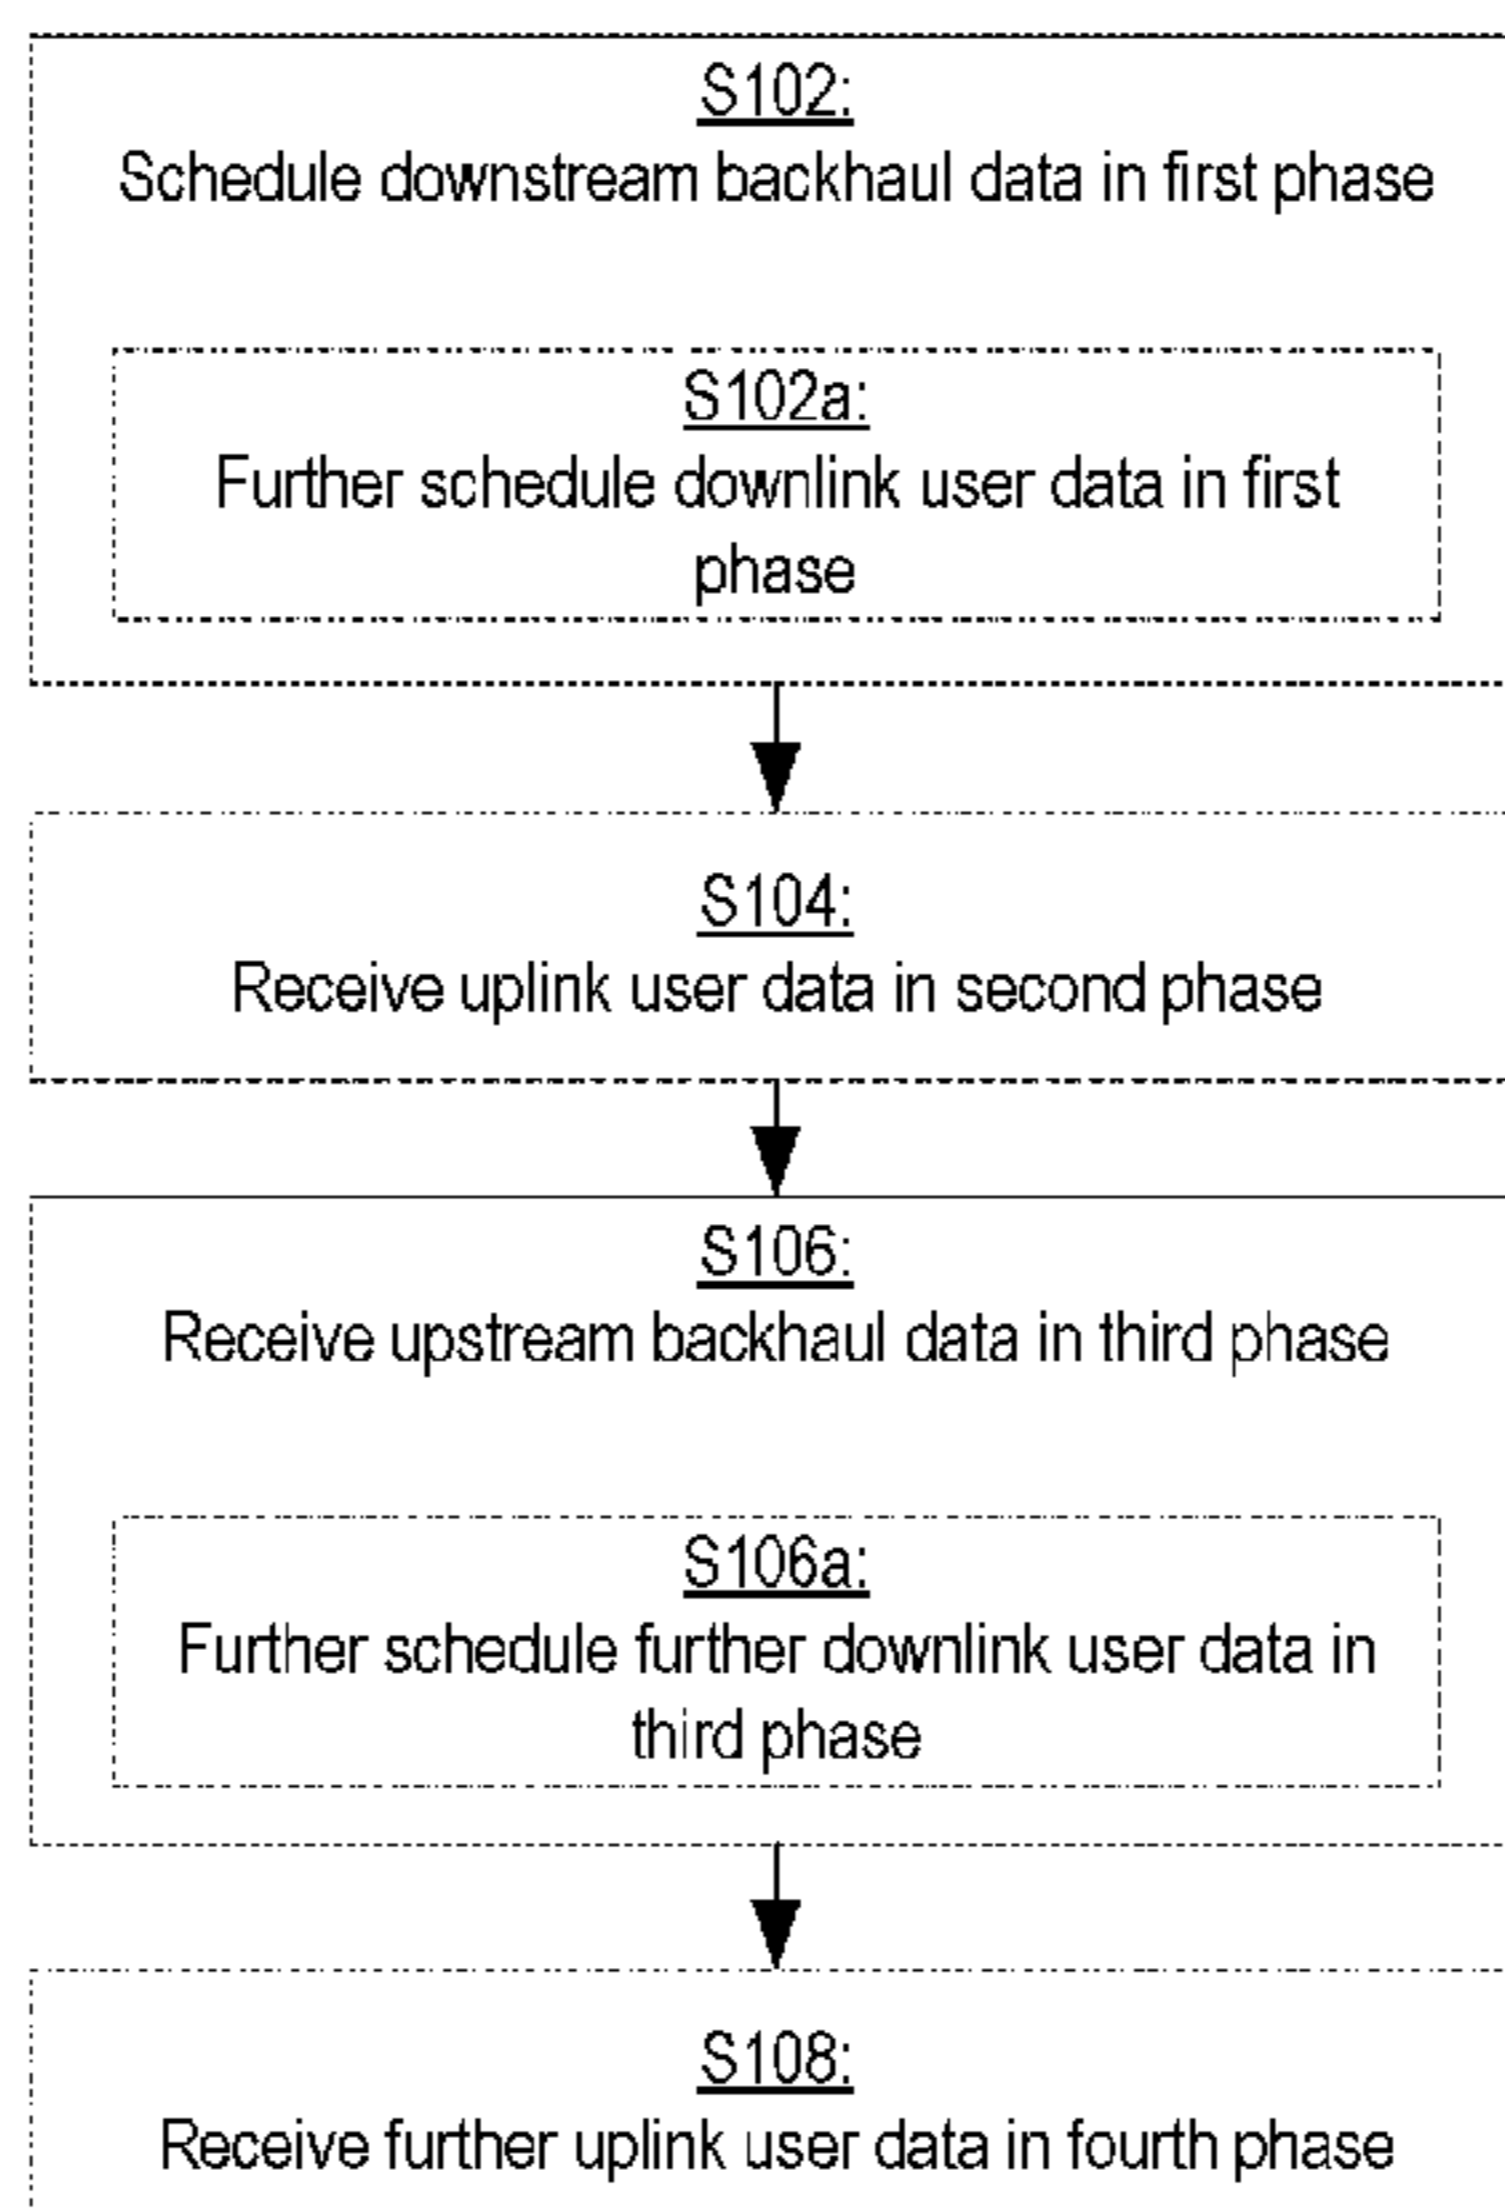 S102:
Schedule downstream backhaul data in first phase
S102a:
Further schedule downlink user data in first
phase
S104:
Receive uplink user data in second phase
S106:
Receive upstream backhaul data in third phase
S106a:
Further schedule further downlink user data in
third phase
S108:
Receive further uplink user data in fourth phase